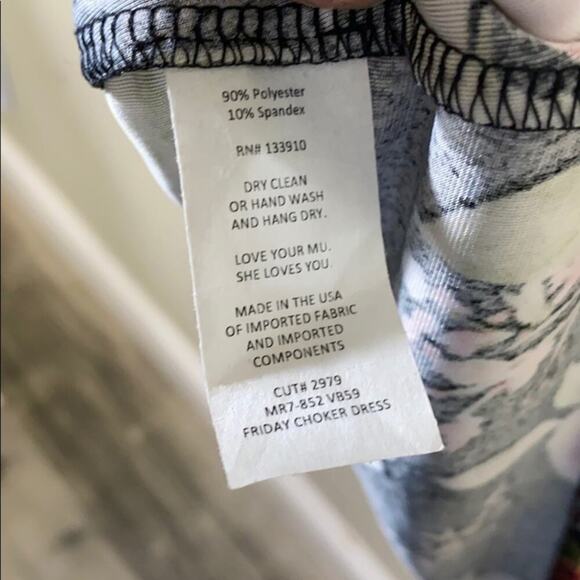 90% Polyester
10% Spandex
RN# 133910
DRY CLEAN
OR HAND WASH
AND HANG DRY.
LOVE YOUR MU.
SHE LOVES YOU.
MADE IN THE USA
OF IMPORTED FABRIC
AND IMPORTED
COMPONENTS
CUT# 2979
MR7-852 VB59
FRIDAY CHOKER DRESS